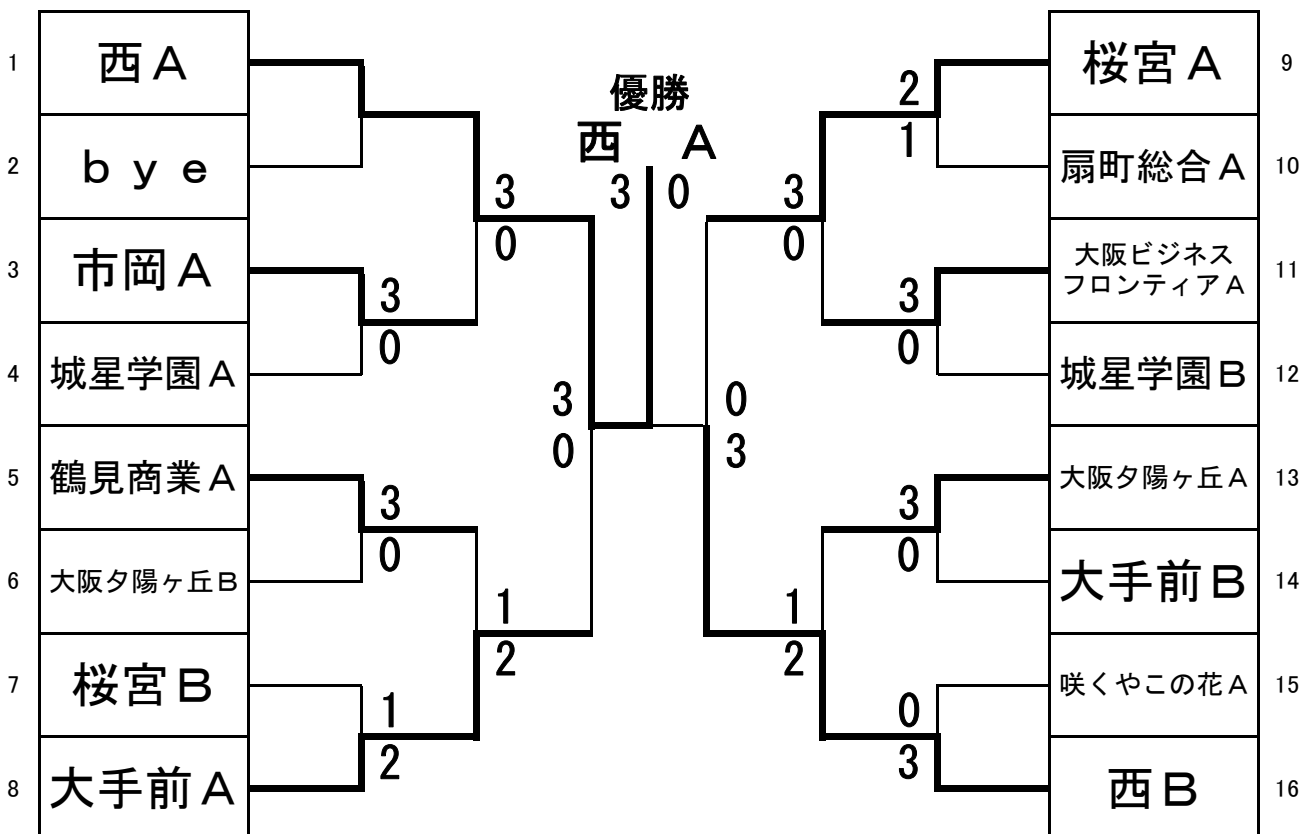 優勝
西 A
3 0
1 西A
2 bye
3 市岡A
4 城星学園A
5 鶴見商業A
6 大阪夕陽ヶ丘B
7 桜宮B
8 大手前A
3
0
3
0
1
2
3
0
1
2
3
0
桜宮A 9
扇町総合A 10
大阪ビジネス
フロンティアA 11
城星学園B 12
大阪夕陽ヶ丘A 13
大手前B 14
咲くやこの花A 15
西B 16
2
1
3
0
3
0
0
3
3
0
1
2
0
3